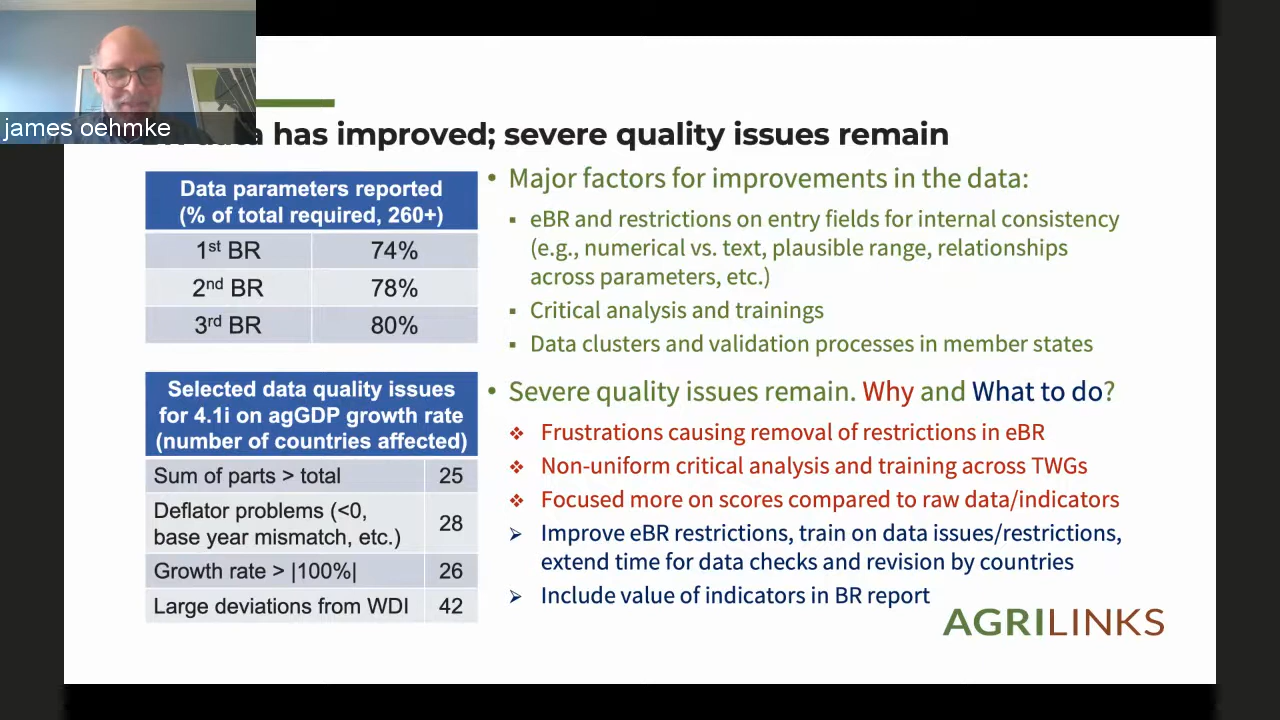 james oehmke
has improved; severe quality issues remain
Data parameters reported
(% of total required, 260+)
1st BR 74%
2nd BR 78%
3rd BR 80%
Selected data quality issues
for 4.1i on agGDP growth rate
(number of countries affected)
Sum of parts > total 25
Deflator problems (<0,
base year mismatch, etc.) 28
Growth rate > |100%| 26
Large deviations from WDI 42
• Major factors for improvements in the data:
▪ eBR and restrictions on entry fields for internal consistency
(e.g., numerical vs. text, plausible range, relationships
across parameters, etc.)
▪ Critical analysis and trainings
▪ Data clusters and validation processes in member states
• Severe quality issues remain. Why and What to do?
❖ Frustrations causing removal of restrictions in eBR
❖ Non-uniform critical analysis and training across TWGs
❖ Focused more on scores compared to raw data/indicators
➢ Improve eBR restrictions, train on data issues/restrictions,
extend time for data checks and revision by countries
➢ Include value of indicators in BR report
AGRILINKS